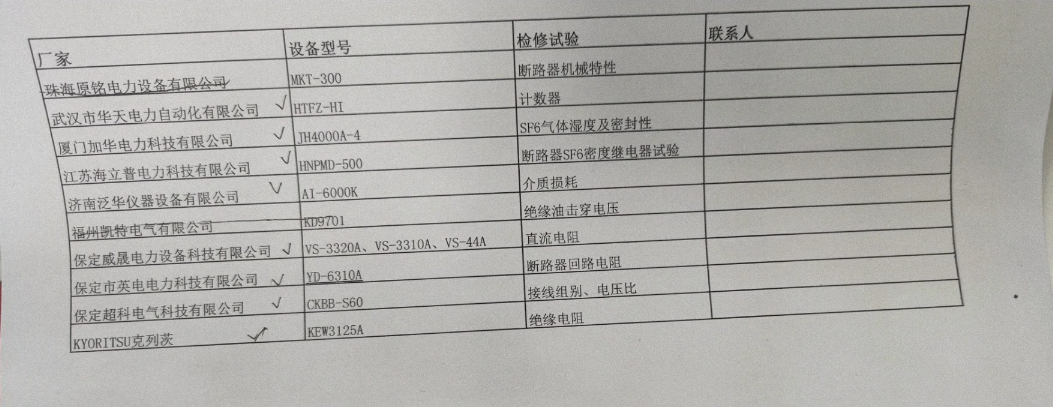 厂家 设备型号 检修试验 联系人
珠海原铭电力设备有限公司 MKT-300 断路器机械特性
武汉市华天电力自动化有限公司 √ HTFZ-HI 计数器
厦门加华电力科技有限公司 √ JH4000A-4 SF6气体湿度及密封性
江苏海立普电力科技有限公司 √ HNPMD-500 断路器SF6密度继电器试验
济南泛华仪器设备有限公司 √ AI-6000K 介质损耗
福州凯特电气有限公司 KD9701 绝缘油击穿电压
保定威晟电力设备科技有限公司 √ VS-3320A、VS-3310A、VS-44A 直流电阻
保定市英电电力科技有限公司 √ YD-6310A 断路器回路电阻
保定超科电气科技有限公司 √ CKBB-S60 接线组别、电压比
KYORITSU克列茨 √ KEW3125A 绝缘电阻